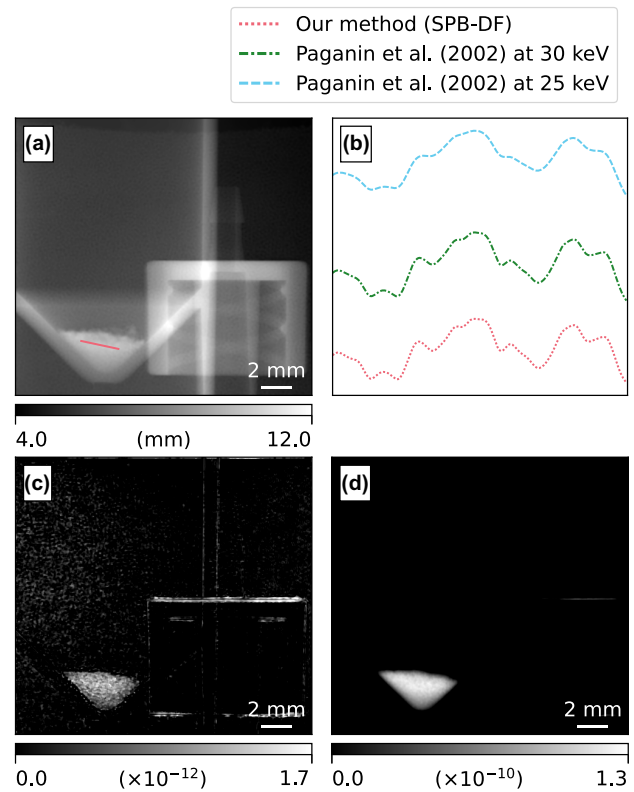 Our method (SPB-DF)
Paganin et al. (2002) at 30 keV
Paganin et al. (2002) at 25 keV
(a)
(b)
2 mm
4.0 (mm) 12.0
(c)
(d)
2 mm
2 mm
0.0 (×10⁻¹²) 1.7
0.0 (×10⁻¹⁰) 1.3